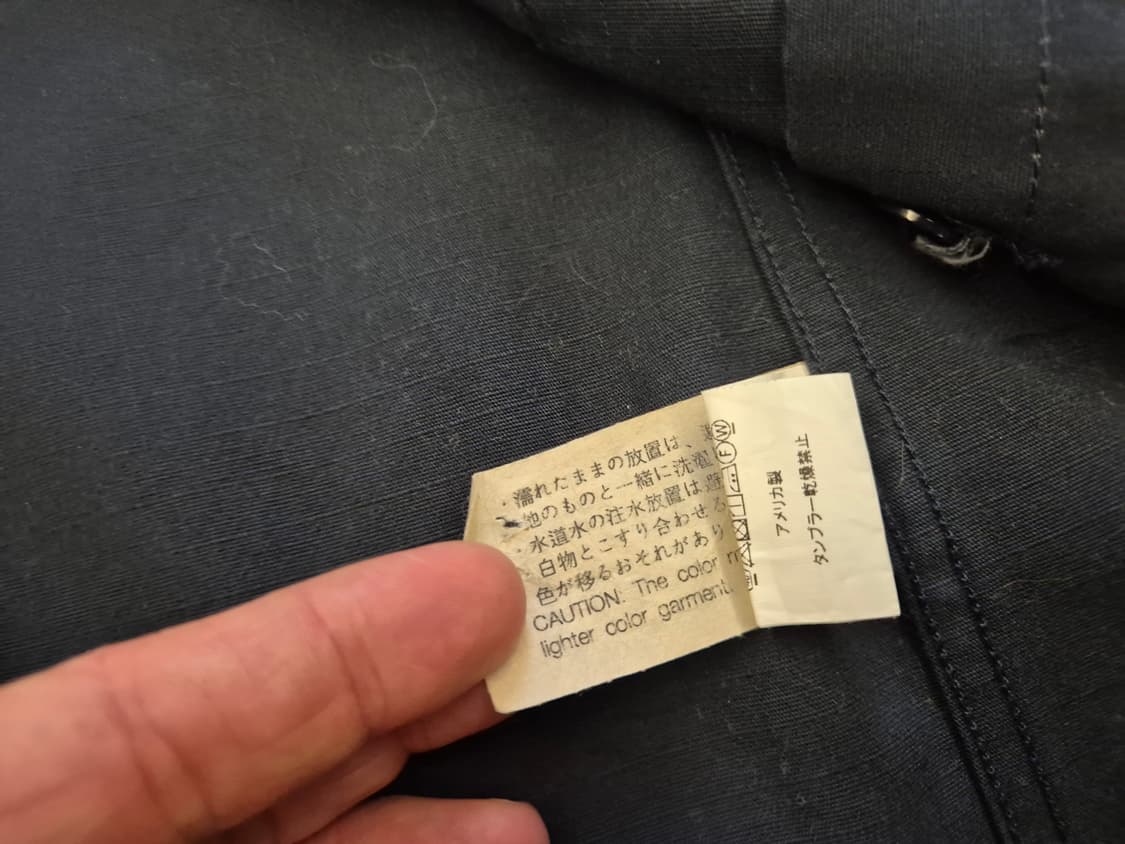 ・濡れたままの放置は、
・他のものと一緒に洗濯
・水道水の注水放置は避
白物とこすり合わせる
色が移るおそれがあり
CAUTION: The color
lighter color garment.
アメリカ製
タンブラー乾燥禁止
W
F